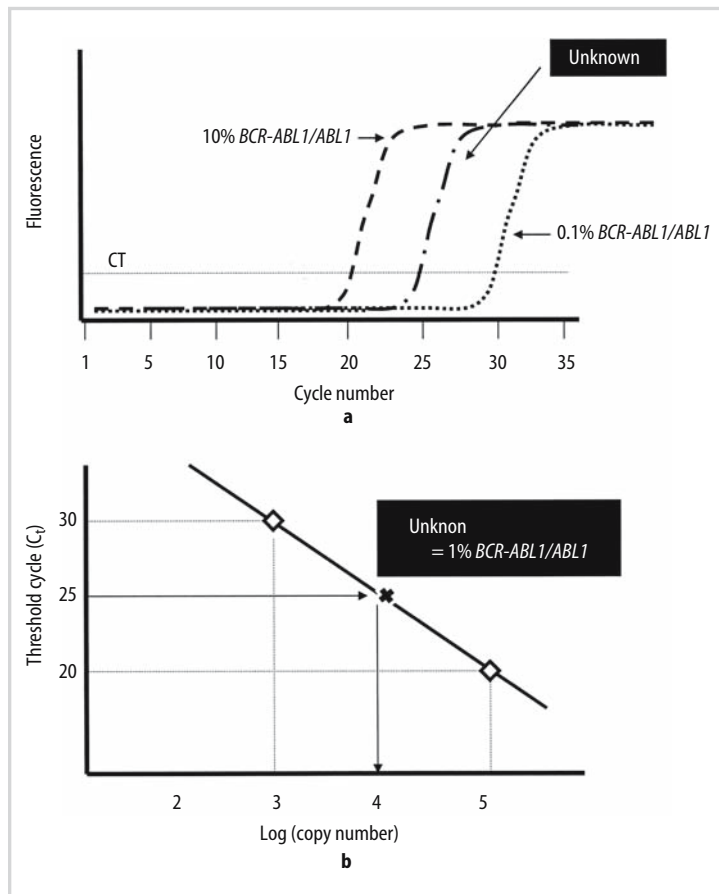 Unknown
10% BCR-ABL1/ABL1
Fluorescence
0.1% BCR-ABL1/ABL1
CT
1 5 10 15 20 25 30 35
Cycle number
a
Threshold cycle (Ct)
30
25
20
Unknon
= 1% BCR-ABL1/ABL1
2 3 4 5
Log (copy number)
b